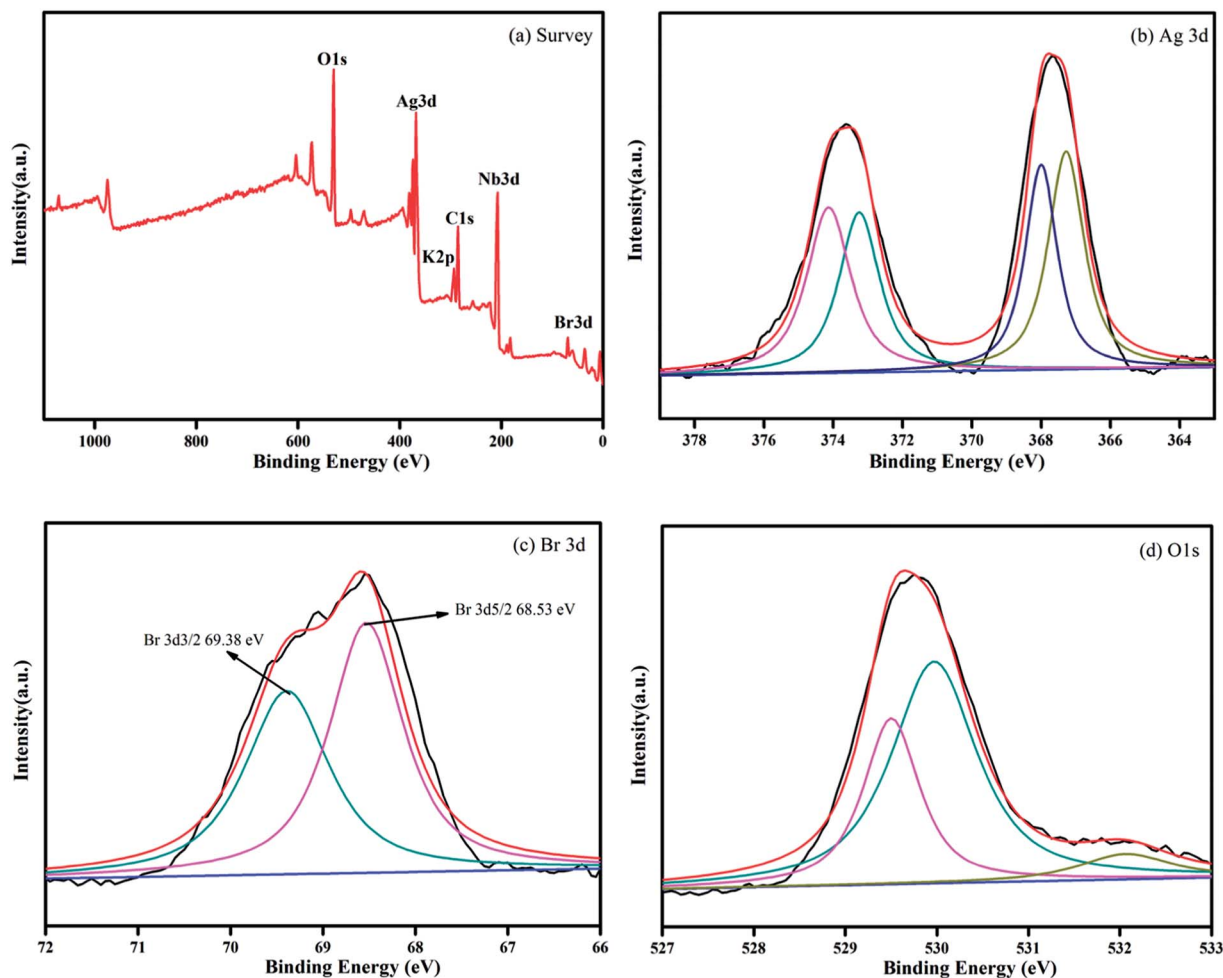 (a) Survey
O1s
Ag3d
Nb3d
C1s
K2p
Br3d
Intensity(a.u.)
1000 800 600 400 200 0
Binding Energy (eV)
(b) Ag 3d
Intensity(a.u.)
378 376 374 372 370 368 366 364
Binding Energy (eV)
(c) Br 3d
Br 3d5/2 68.53 eV
Br 3d3/2 69.38 eV
Intensity(a.u.)
72 71 70 69 68 67 66
Binding Energy (eV)
(d) O1s
Intensity(a.u.)
527 528 529 530 531 532 533
Binding Energy (eV)